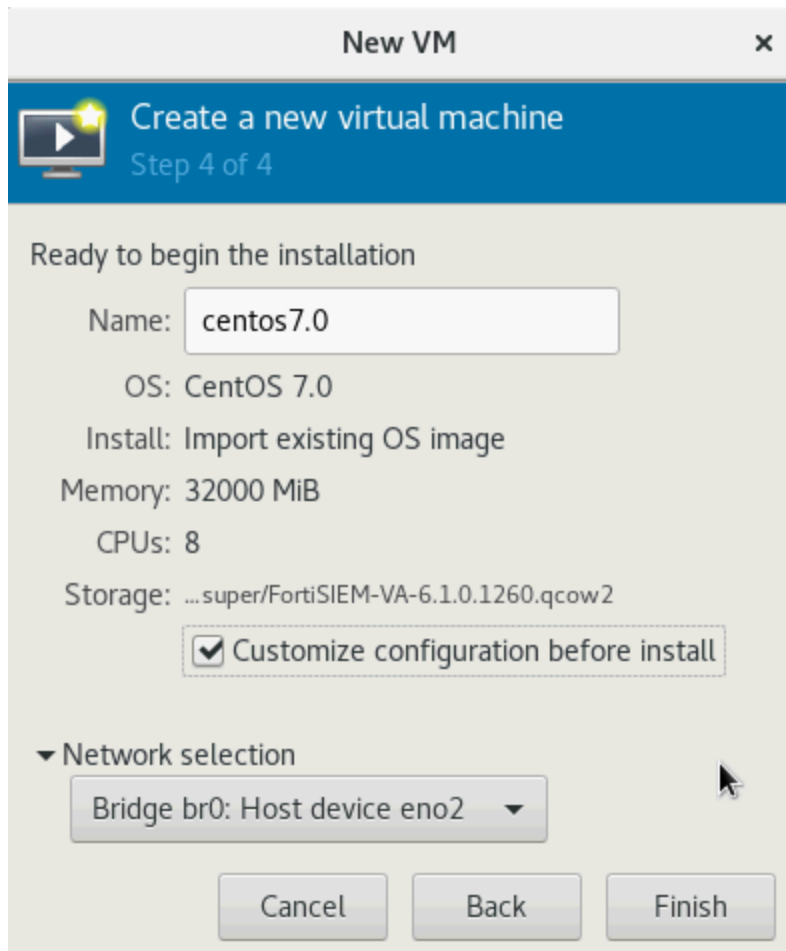 New VM
Create a new virtual machine
Step 4 of 4
Ready to begin the installation
Name: centos7.0
OS: CentOS 7.0
Install: Import existing OS image
Memory: 32000 MiB
CPUs: 8
Storage: ...super/FortiSIEM-VA-6.1.0.1260.qcow2
Customize configuration before install
Network selection
Bridge br0: Host device eno2
Cancel Back Finish